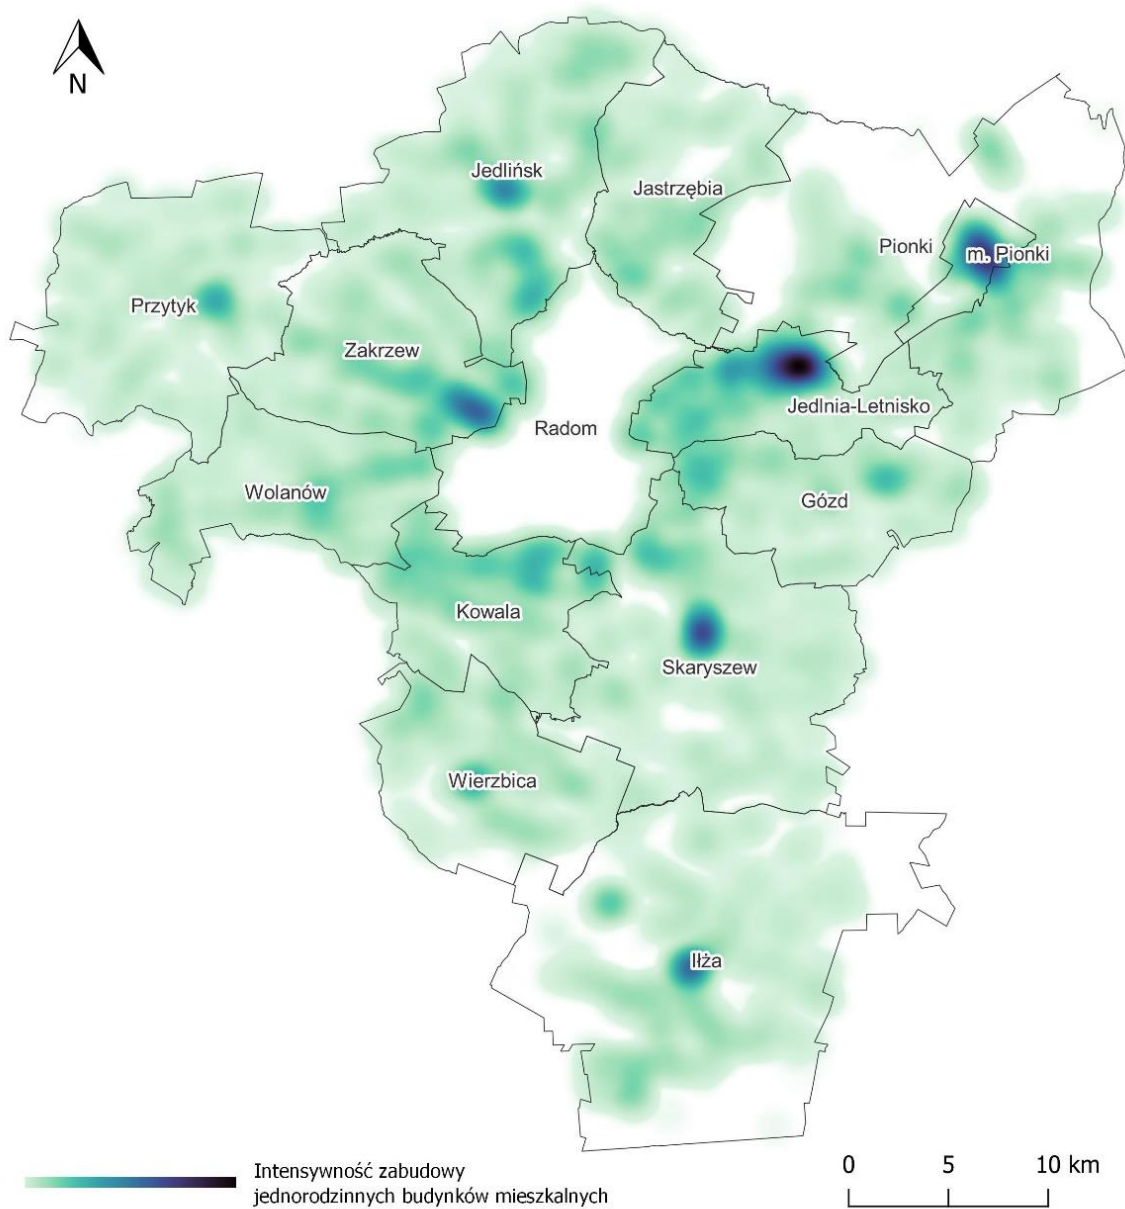 N
Jedlińsk
Jastrzębia
Pionki
m. Pionki
Przytyk
Zakrzew
Jedlnia-Letnisko
Radom
Wolanów
Gózd
Kowala
Skaryszew
Wierzbica
Iłża
Intensywność zabudowy
jednorodzinnych budynków mieszkalnych
0 5 10 km